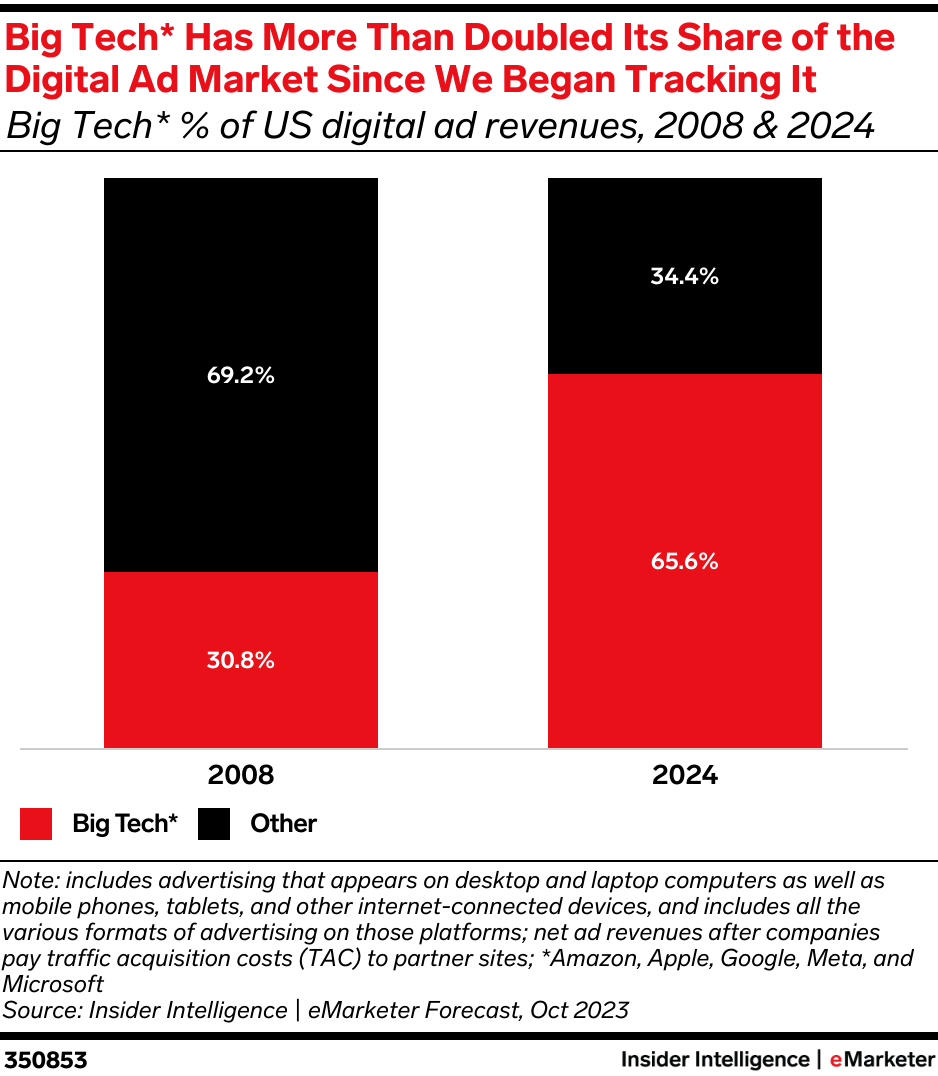 Big Tech* Has More Than Doubled Its Share of the
Digital Ad Market Since We Began Tracking It
Big Tech* % of US digital ad revenues, 2008 & 2024
69.2%
30.8%
34.4%
65.6%
2008
2024
Big Tech*
Other
Note: includes advertising that appears on desktop and laptop computers as well as
mobile phones, tablets, and other internet-connected devices, and includes all the
various formats of advertising on those platforms; net ad revenues after companies
pay traffic acquisition costs (TAC) to partner sites; *Amazon, Apple, Google, Meta, and
Microsoft
Source: Insider Intelligence | eMarketer Forecast, Oct 2023
350853
Insider Intelligence | eMarketer